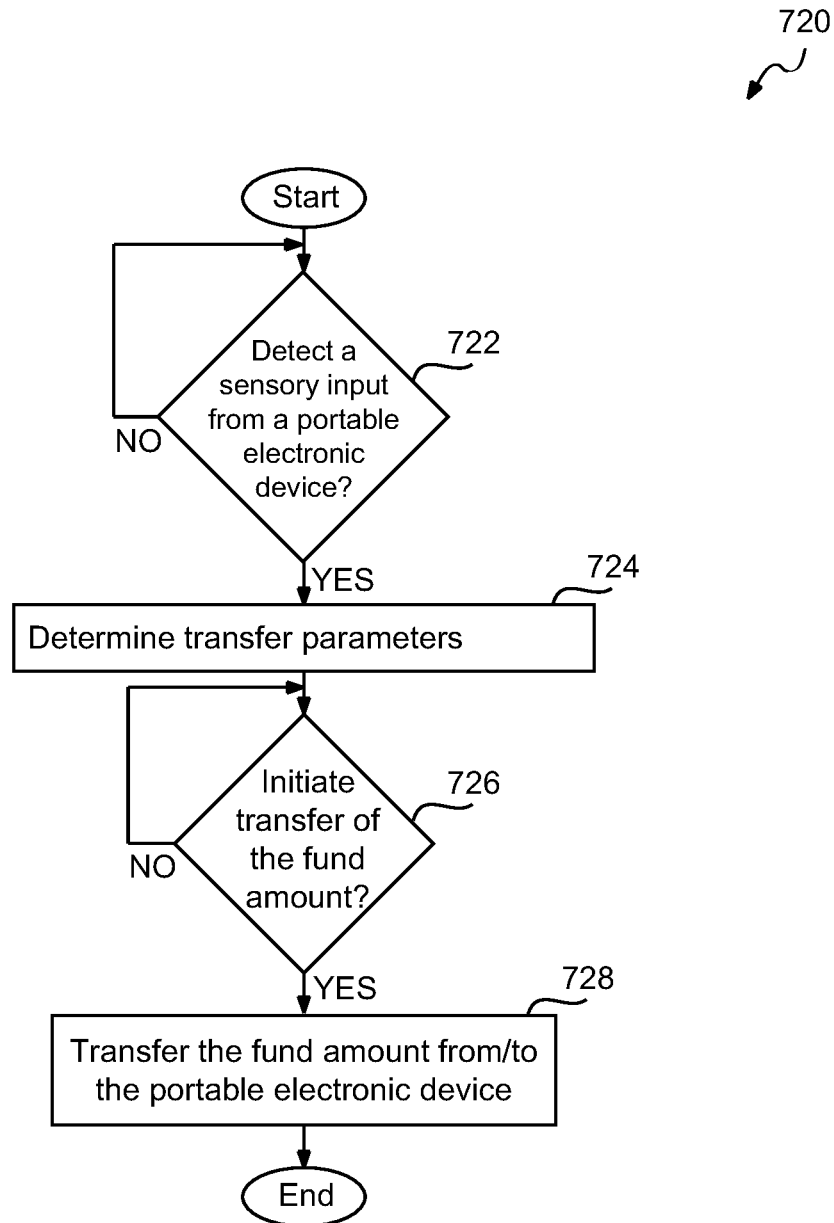 720
Start
Detect a
sensory input
from a portable
electronic
device?
722
NO
YES
724
Determine transfer parameters
Initiate
transfer of
the fund
amount?
726
NO
YES
728
Transfer the fund amount from/to
the portable electronic device
End